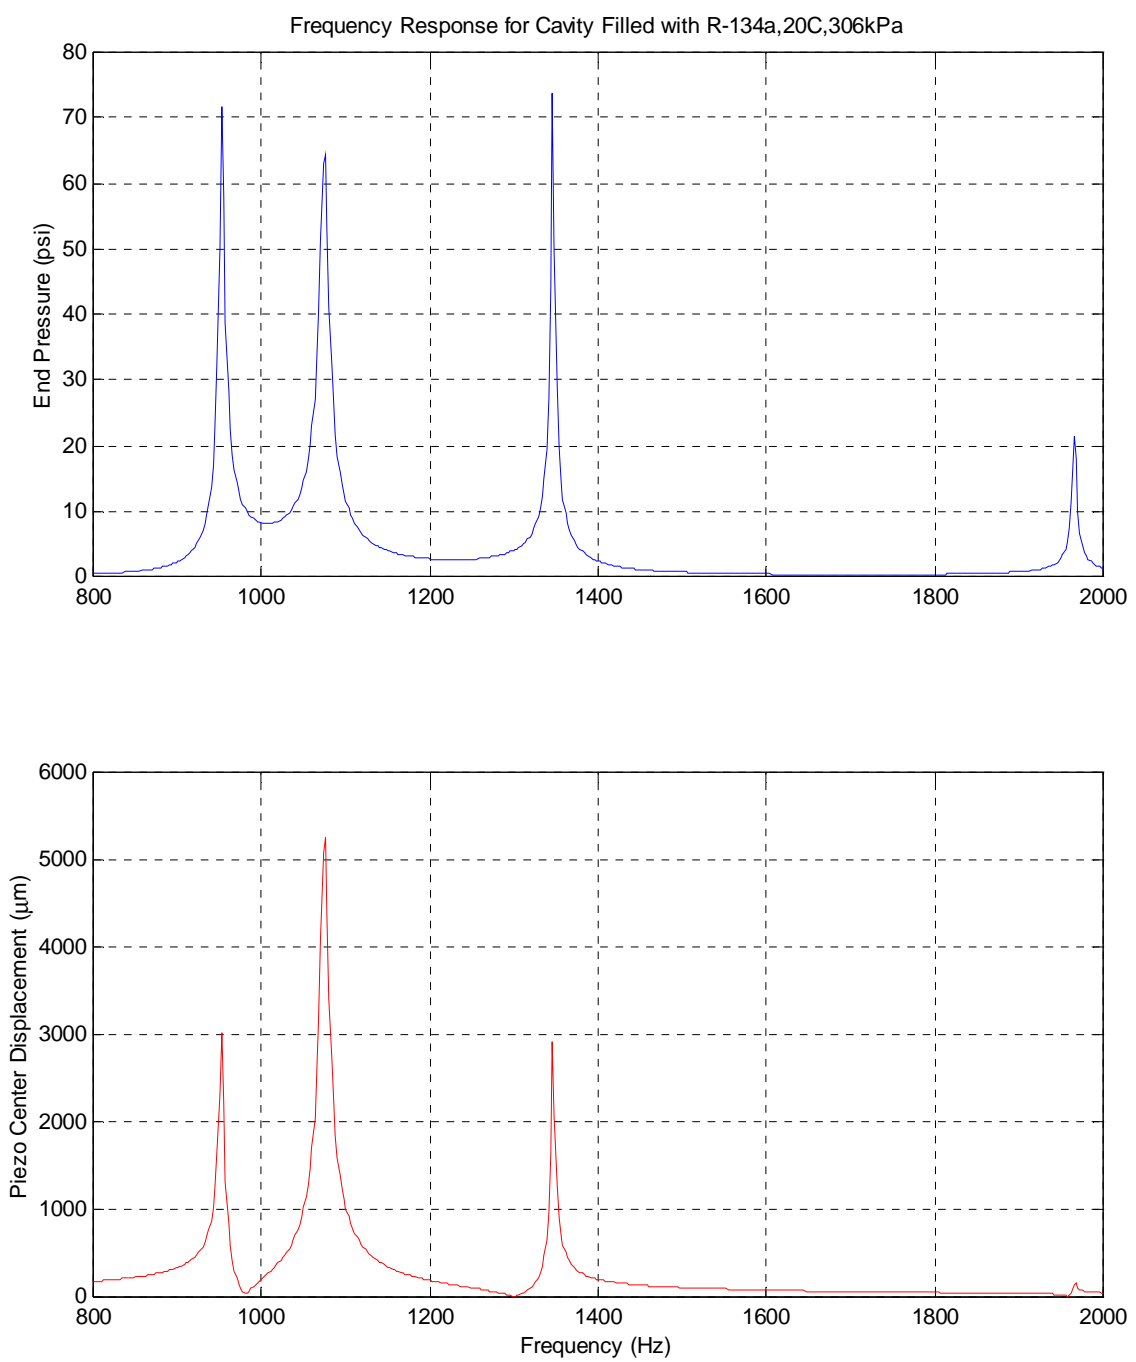 Frequency Response for Cavity Filled with R-134a,20C,306kPa
End Pressure (psi)
80
70
60
50
40
30
20
10
0
800 1000 1200 1400 1600 1800 2000
Piezo Center Displacement (μm)
6000
5000
4000
3000
2000
1000
0
800 1000 1200 1400 1600 1800 2000
Frequency (Hz)